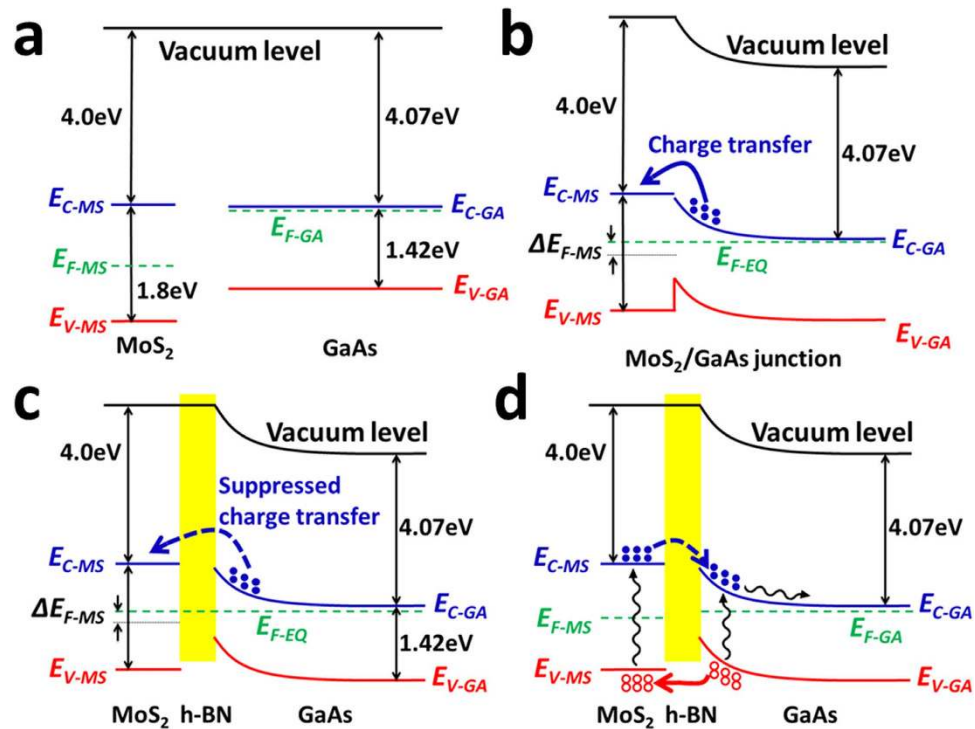 a
Vacuum level
4.0eV
4.07eV
E_C-MS
E_C-GA
E_F-GA
E_F-MS
1.42eV
1.8eV
E_V-GA
E_V-MS
MoS₂
GaAs
b
Vacuum level
4.0eV
Charge transfer
4.07eV
E_C-MS
ΔE_F-MS
E_C-GA
E_F-EQ
E_V-MS
E_V-GA
MoS₂/GaAs junction
c
Vacuum level
4.0eV
Suppressed
charge transfer
4.07eV
E_C-MS
ΔE_F-MS
E_C-GA
E_F-EQ
1.42eV
E_V-MS
E_V-GA
MoS₂ h-BN GaAs
d
Vacuum level
4.0eV
4.07eV
E_C-MS
E_C-GA
E_F-MS
E_F-GA
E_V-MS
E_V-GA
MoS₂ h-BN GaAs